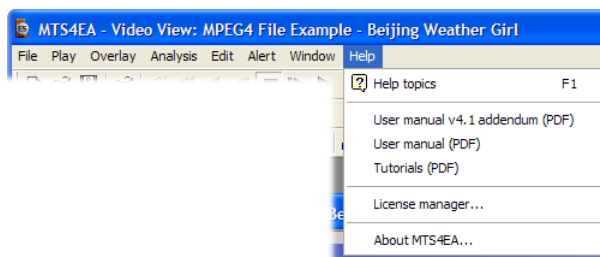 MTS4EA - Video View: MPEG4 File Example - Beijing Weather Girl
File Play Overlay Analysis Edit Alert Window Help
Help topics F1
User manual v4.1 addendum (PDF)
User manual (PDF)
Tutorials (PDF)
License manager...
About MTS4EA...